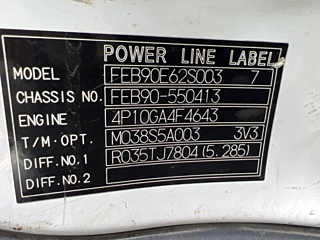 POWER LINE LABEL
MODEL FEB90E62S003 7
CHASSIS NO. FEB90-550413
ENGINE 4P10GA4F4643
T/M・OPT. M038S5A003 3V3
DIFF.NO.1 R035TJ7804(5.285)
DIFF.NO.2